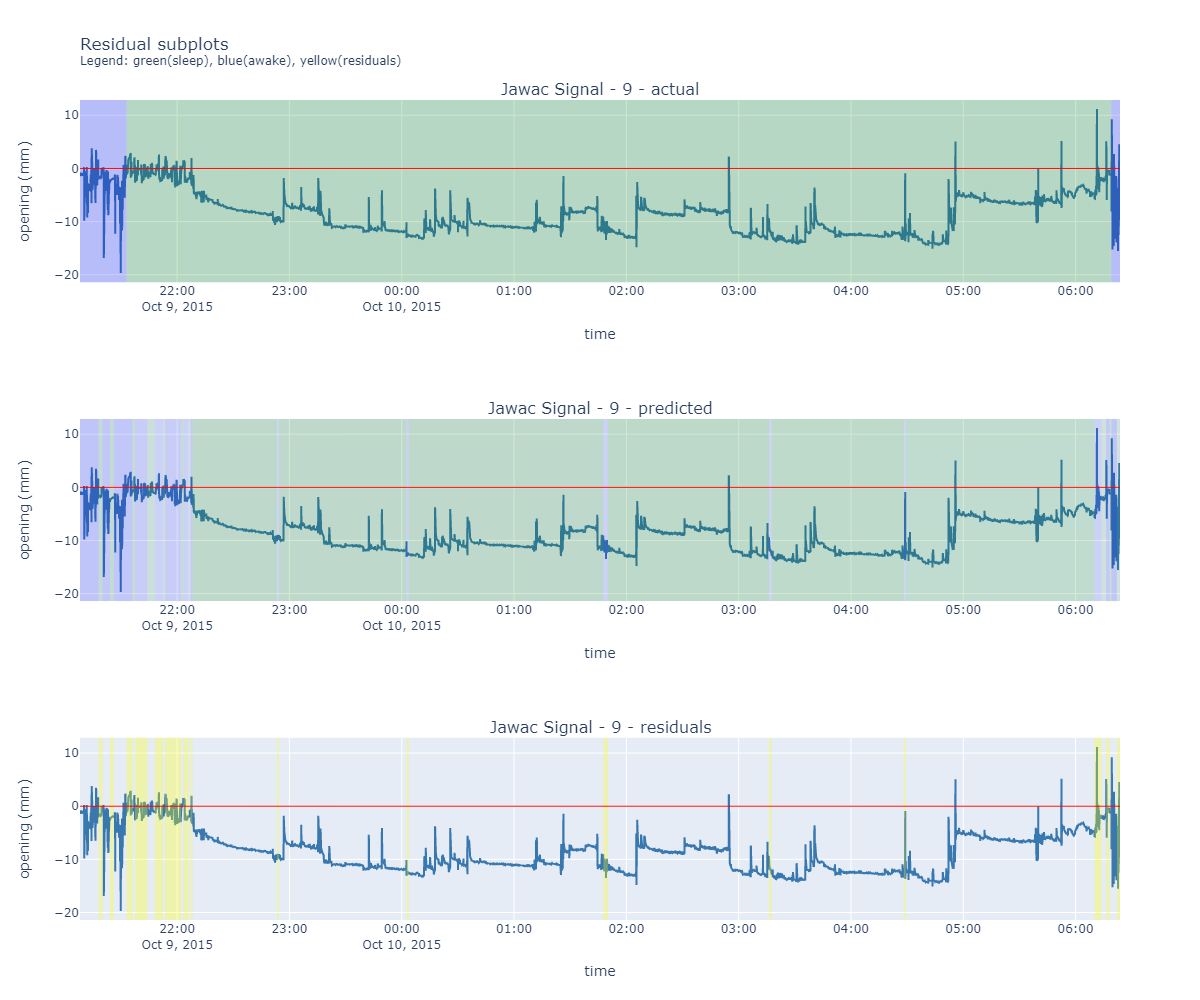 Residual subplots
Legend: green(sleep), blue(awake), yellow(residuals)
Jawac Signal - 9 - actual
opening (mm)
10
0
−10
−20
22:00 23:00 00:00 01:00 02:00 03:00 04:00 05:00 06:00
Oct 9, 2015 Oct 10, 2015
time
Jawac Signal - 9 - predicted
opening (mm)
10
0
−10
−20
22:00 23:00 00:00 01:00 02:00 03:00 04:00 05:00 06:00
Oct 9, 2015 Oct 10, 2015
time
Jawac Signal - 9 - residuals
opening (mm)
10
0
−10
−20
22:00 23:00 00:00 01:00 02:00 03:00 04:00 05:00 06:00
Oct 9, 2015 Oct 10, 2015
time